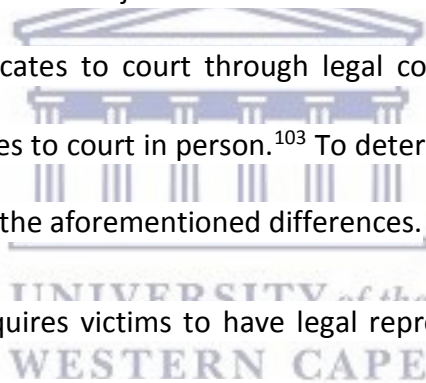 cates to court through legal co
es to court in person.¹⁰³ To deter
the aforementioned differences.
UNIVERSITY of the
quires victims to have legal repre
WESTERN CAPE